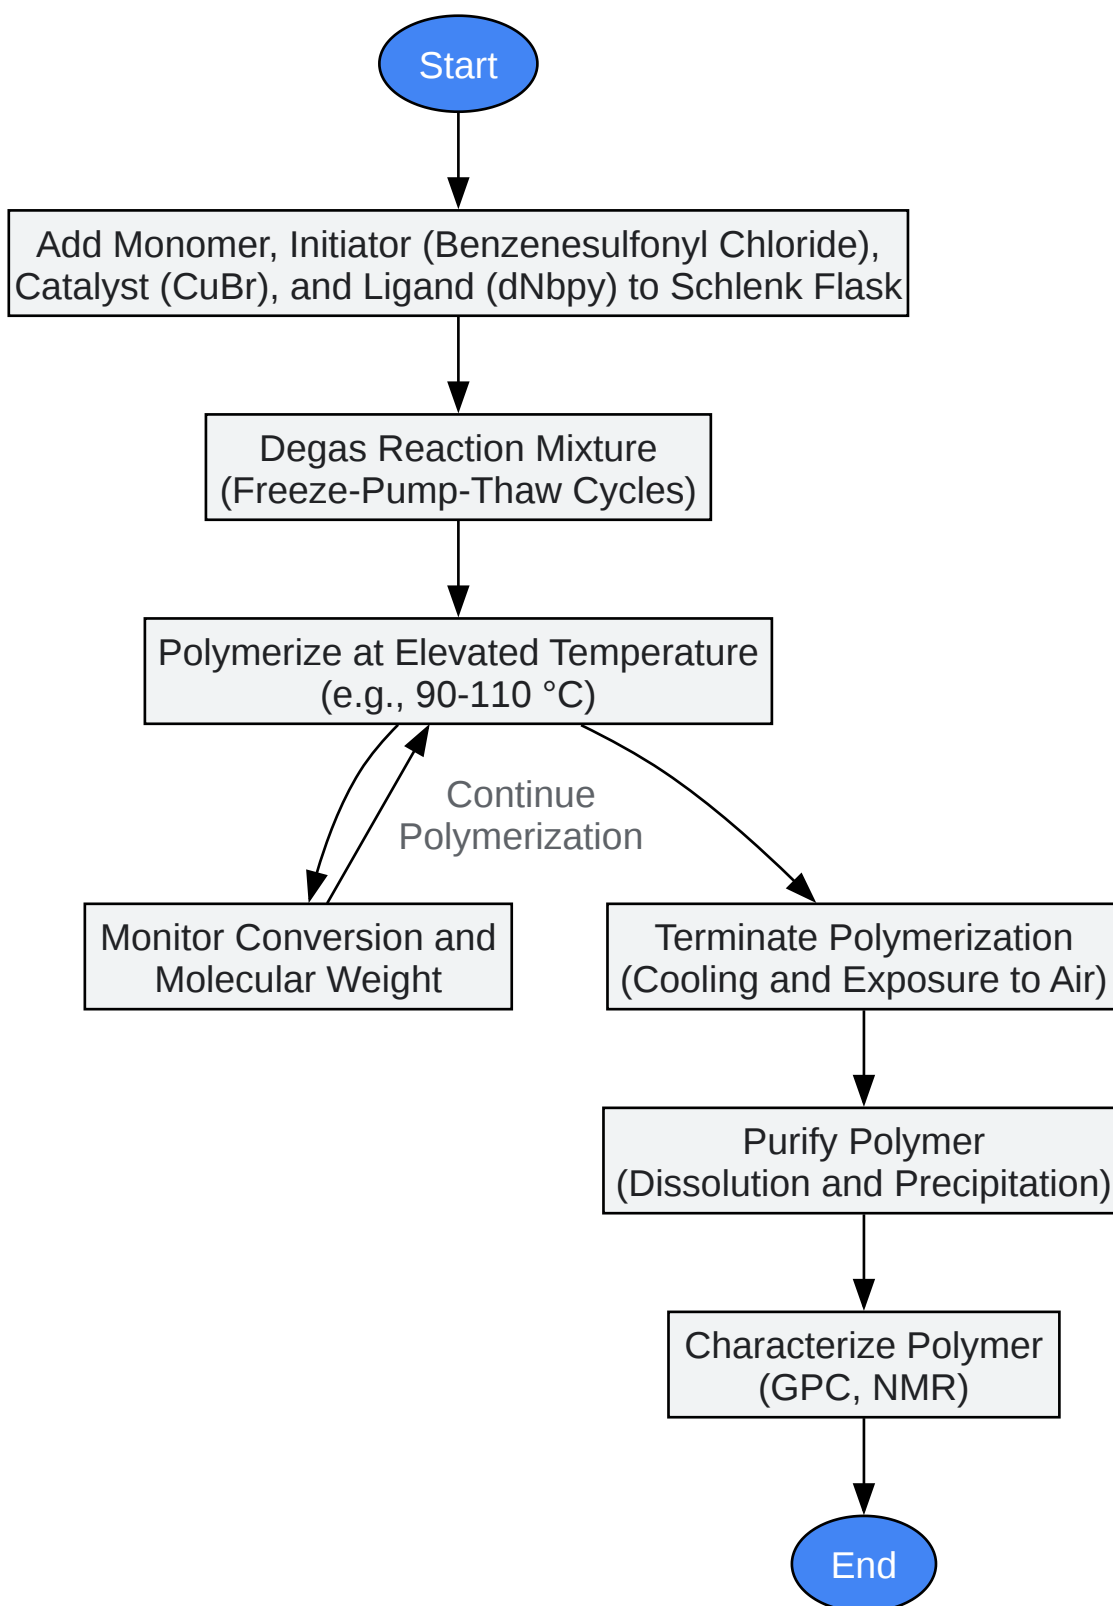 Start
Add Monomer, Initiator (Benzenesulfonyl Chloride),
Catalyst (CuBr), and Ligand (dNbpy) to Schlenk Flask
Degas Reaction Mixture
(Freeze-Pump-Thaw Cycles)
Polymerize at Elevated Temperature
(e.g., 90-110 °C)
Continue
Polymerization
Monitor Conversion and
Molecular Weight
Terminate Polymerization
(Cooling and Exposure to Air)
Purify Polymer
(Dissolution and Precipitation)
Characterize Polymer
(GPC, NMR)
End